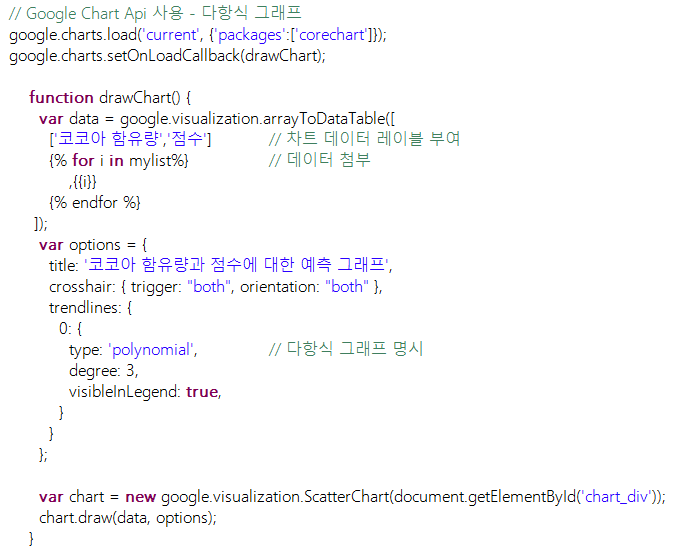 // Google Chart Api 사용 - 다항식 그래프
google.charts.load('current', {'packages':['corechart']});
google.charts.setOnLoadCallback(drawChart);
function drawChart() {
var data = google.visualization.arrayToDataTable([
['코코아 함유량','점수'] // 차트 데이터 레이블 부여
{% for i in mylist%} // 데이터 첨부
,{{i}}
{% endfor %}
]);
var options = {
title: '코코아 함유량과 점수에 대한 예측 그래프',
crosshair: { trigger: "both", orientation: "both" },
trendlines: {
0: {
type: 'polynomial', // 다항식 그래프 명시
degree: 3,
visibleInLegend: true,
}
}
};
var chart = new google.visualization.ScatterChart(document.getElementById('chart_div'));
chart.draw(data, options);
}